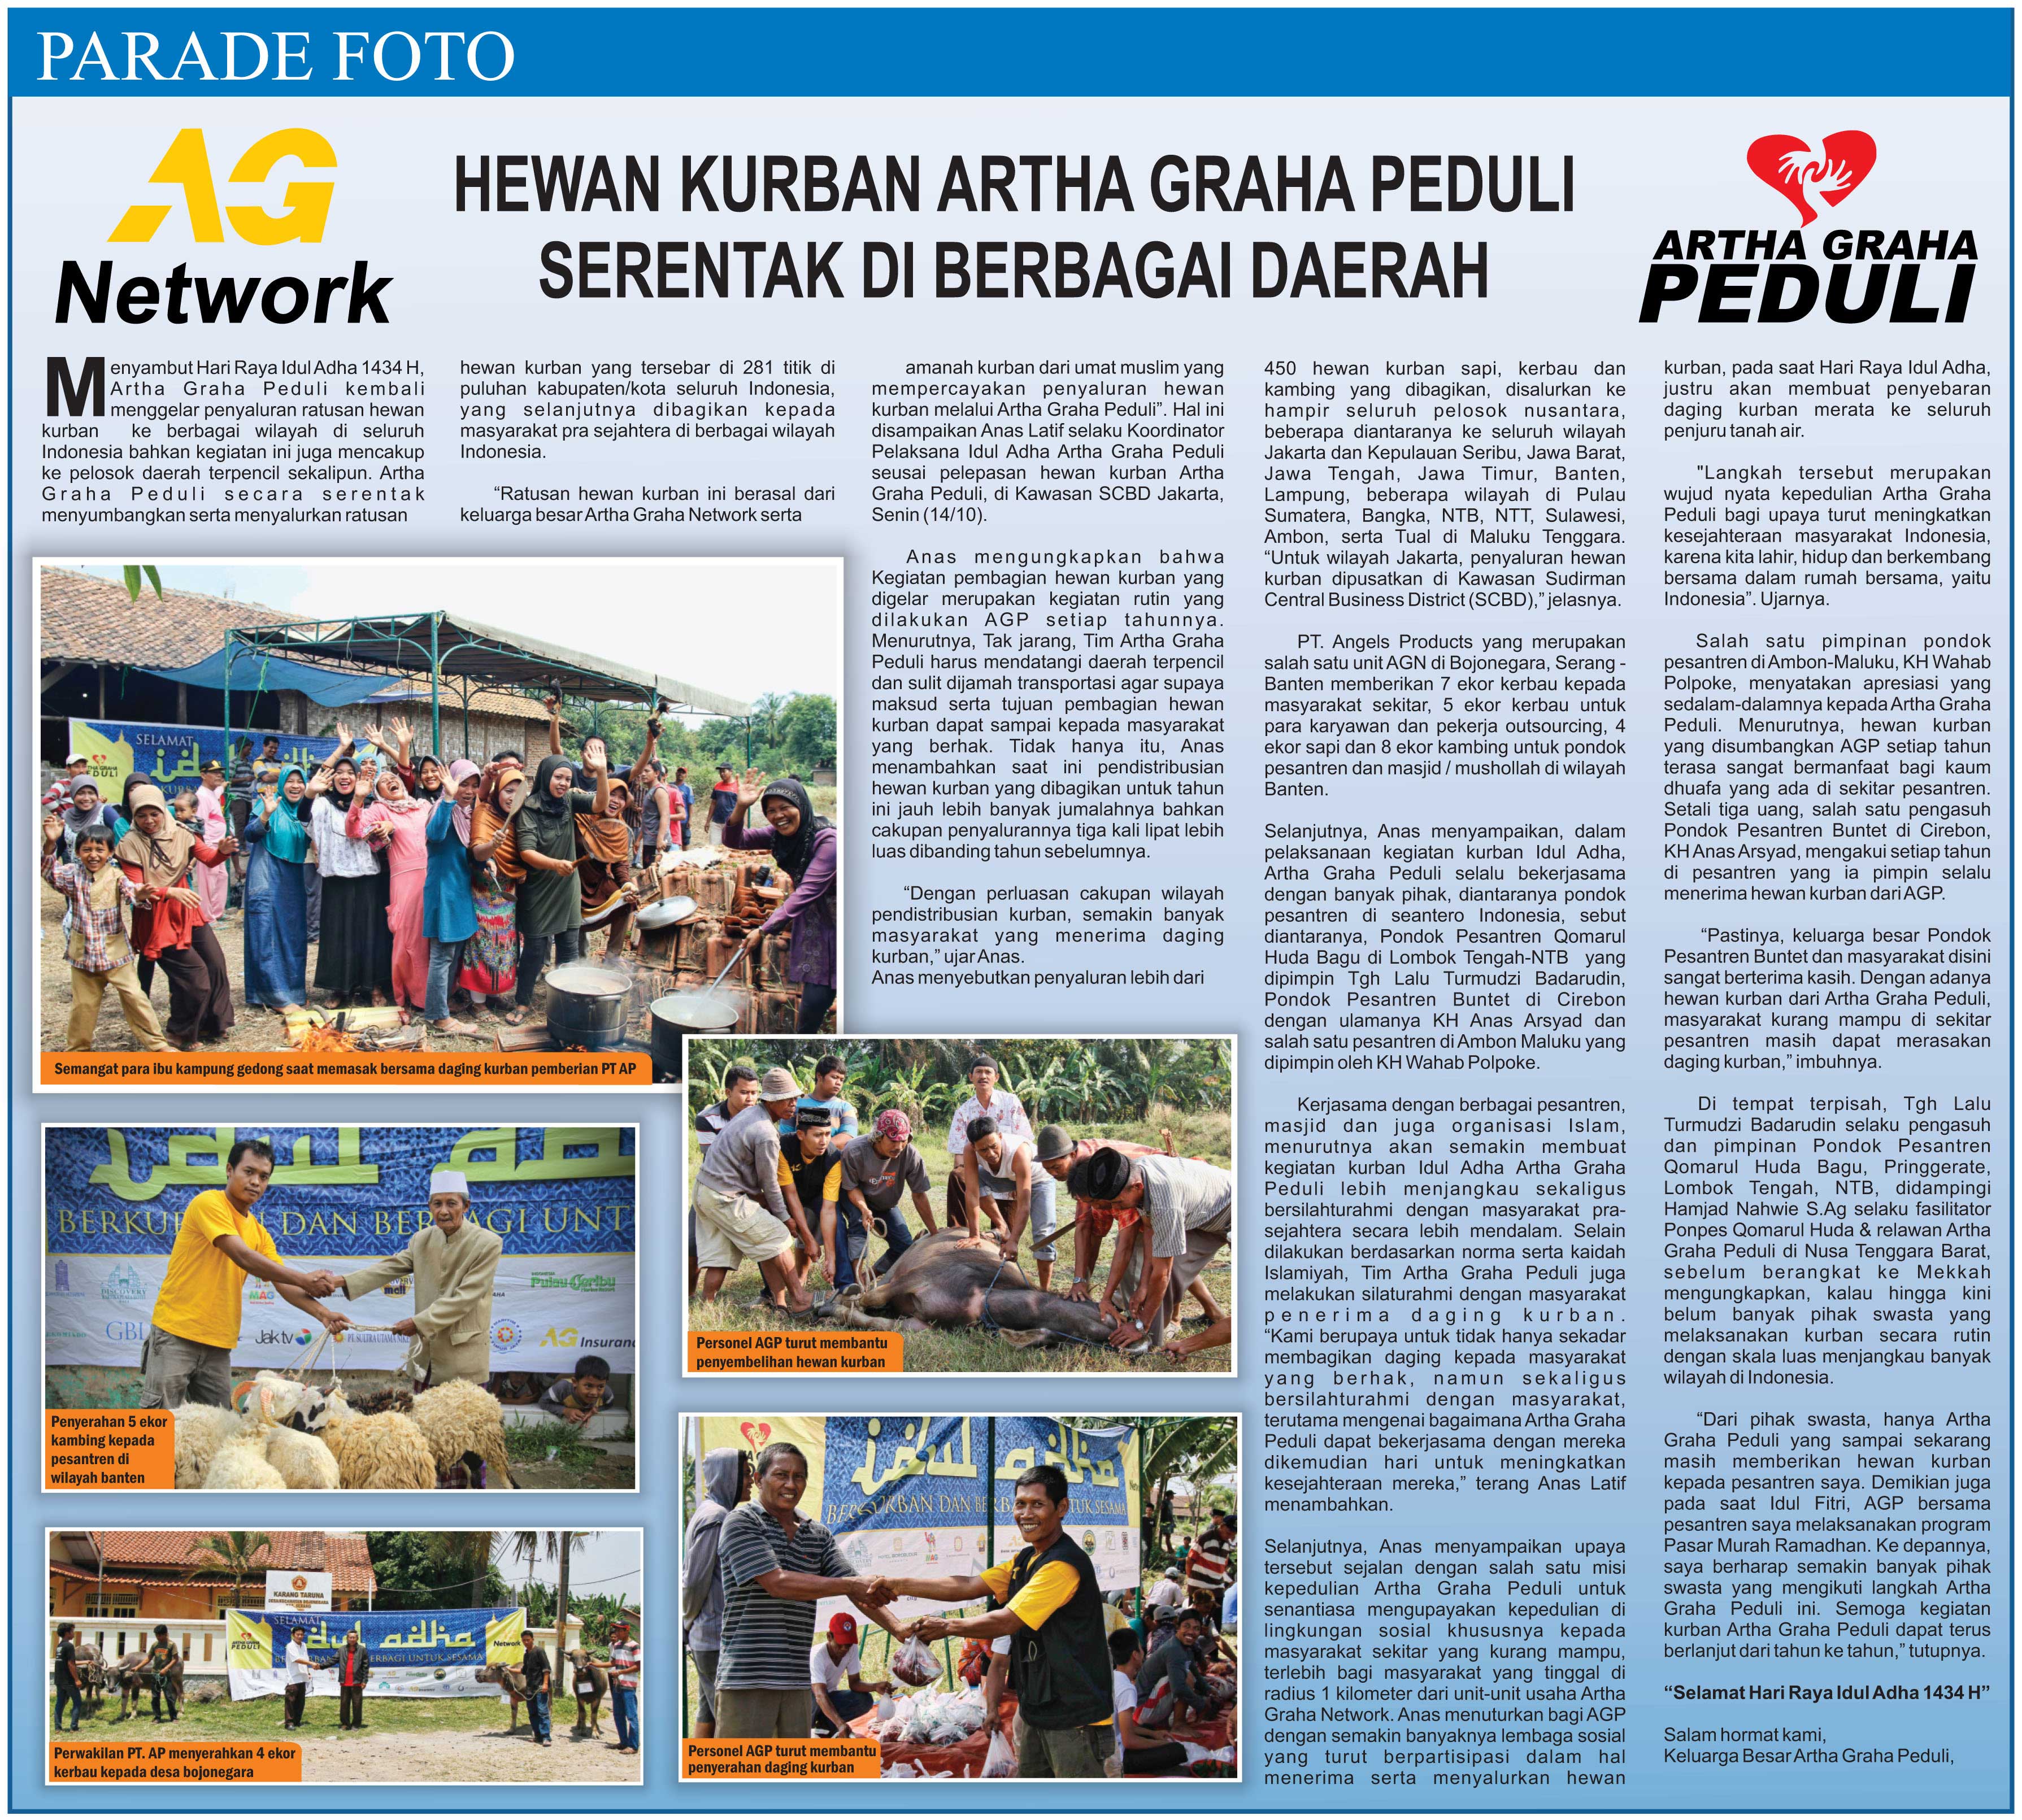 PARADE FOTO
AG
Network
HEWAN KURBAN ARTHA GRAHA PEDULI
SERENTAK DI BERBAGAI DAERAH
ARTHA GRAHA
PEDULI
Menyambut Hari Raya Idul Adha 1434 H,
Artha Graha Peduli kembali
menggelar penyaluran ratusan hewan
kurban ke berbagai wilayah di seluruh
Indonesia bahkan kegiatan ini juga mencakup
ke pelosok daerah terpencil sekalipun. Artha
Graha Peduli secara serentak
menyumbangkan serta menyalurkan ratusan
hewan kurban yang tersebar di 281 titik di
puluhan kabupaten/kota seluruh Indonesia,
yang selanjutnya dibagikan kepada
masyarakat pra sejahtera di berbagai wilayah
Indonesia.
“Ratusan hewan kurban ini berasal dari
keluarga besar Artha Graha Network serta
amanah kurban dari umat muslim yang
mempercayakan penyaluran hewan
kurban melalui Artha Graha Peduli”. Hal ini
disampaikan Anas Latif selaku Koordinator
Pelaksana Idul Adha Artha Graha Peduli
seusai pelepasan hewan kurban Artha
Graha Peduli, di Kawasan SCBD Jakarta,
Senin (14/10).
Anas mengungkapkan bahwa
Kegiatan pembagian hewan kurban yang
digelar merupakan kegiatan rutin yang
dilakukan AGP setiap tahunnya.
Menurutnya, Tak jarang, Tim Artha Graha
Peduli harus mendatangi daerah terpencil
dan sulit dijamah transportasi agar supaya
maksud serta tujuan pembagian hewan
kurban dapat sampai kepada masyarakat
yang berhak. Tidak hanya itu, Anas
menambahkan saat ini pendistribusian
hewan kurban yang dibagikan untuk tahun
ini jauh lebih banyak jumalahnya bahkan
cakupan penyalurannya tiga kali lipat lebih
luas dibanding tahun sebelumnya.
“Dengan perluasan cakupan wilayah
pendistribusian kurban, semakin banyak
masyarakat yang menerima daging
kurban,” ujar Anas.
Anas menyebutkan penyaluran lebih dari
450 hewan kurban sapi, kerbau dan
kambing yang dibagikan, disalurkan ke
hampir seluruh pelosok nusantara,
beberapa diantaranya ke seluruh wilayah
Jakarta dan Kepulauan Seribu, Jawa Barat,
Jawa Tengah, Jawa Timur, Banten,
Lampung, beberapa wilayah di Pulau
Sumatera, Bangka, NTB, NTT, Sulawesi,
Ambon, serta Tual di Maluku Tenggara.
“Untuk wilayah Jakarta, penyaluran hewan
kurban dipusatkan di Kawasan Sudirman
Central Business District (SCBD),” jelasnya.
PT. Angels Products yang merupakan
salah satu unit AGN di Bojonegara, Serang -
Banten memberikan 7 ekor kerbau kepada
masyarakat sekitar, 5 ekor kerbau untuk
para karyawan dan pekerja outsourcing, 4
ekor sapi dan 8 ekor kambing untuk pondok
pesantren dan masjid / mushollah di wilayah
Banten.
Selanjutnya, Anas menyampaikan, dalam
pelaksanaan kegiatan kurban Idul Adha,
Artha Graha Peduli selalu bekerjasama
dengan banyak pihak, diantaranya pondok
pesantren di seantero Indonesia, sebut
diantaranya, Pondok Pesantren Qomarul
Huda Bagu di Lombok Tengah-NTB yang
dipimpin Tgh Lalu Turmudzi Badarudin,
Pondok Pesantren Buntet di Cirebon
dengan ulamanya KH Anas Arsyad dan
salah satu pesantren di Ambon Maluku yang
dipimpin oleh KH Wahab Polpoke.
Kerjasama dengan berbagai pesantren,
masjid dan juga organisasi Islam,
menurutnya akan semakin membuat
kegiatan kurban Idul Adha Artha Graha
Peduli lebih menjangkau sekaligus
bersilahturahmi dengan masyarakat pra-
sejahtera secara lebih mendalam. Selain
dilakukan berdasarkan norma serta kaidah
Islamiyah, Tim Artha Graha Peduli juga
melakukan silaturahmi dengan masyarakat
penerima daging kurban.
“Kami berupaya untuk tidak hanya sekadar
membagikan daging kepada masyarakat
yang berhak, namun sekaligus
bersilahturahmi dengan masyarakat,
terutama mengenai bagaimana Artha Graha
Peduli dapat bekerjasama dengan mereka
dikemudian hari untuk meningkatkan
kesejahteraan mereka,” terang Anas Latif
menambahkan.
Selanjutnya, Anas menyampaikan upaya
tersebut sejalan dengan salah satu misi
kepedulian Artha Graha Peduli untuk
senantiasa mengupayakan kepedulian di
lingkungan sosial khususnya kepada
masyarakat sekitar yang kurang mampu,
terlebih bagi masyarakat yang tinggal di
radius 1 kilometer dari unit-unit usaha Artha
Graha Network. Anas menuturkan bagi AGP
dengan semakin banyaknya lembaga sosial
yang turut berpartisipasi dalam hal
menerima serta menyalurkan hewan
kurban, pada saat Hari Raya Idul Adha,
justru akan membuat penyebaran
daging kurban merata ke seluruh
penjuru tanah air.
"Langkah tersebut merupakan
wujud nyata kepedulian Artha Graha
Peduli bagi upaya turut meningkatkan
kesejahteraan masyarakat Indonesia,
karena kita lahir, hidup dan berkembang
bersama dalam rumah bersama, yaitu
Indonesia”. Ujarnya.
Salah satu pimpinan pondok
pesantren di Ambon-Maluku, KH Wahab
Polpoke, menyatakan apresiasi yang
sedalam-dalamnya kepada Artha Graha
Peduli. Menurutnya, hewan kurban
yang disumbangkan AGP setiap tahun
terasa sangat bermanfaat bagi kaum
dhuafa yang ada di sekitar pesantren.
Setali tiga uang, salah satu pengasuh
Pondok Pesantren Buntet di Cirebon,
KH Anas Arsyad, mengakui setiap tahun
di pesantren yang ia pimpin selalu
menerima hewan kurban dari AGP.
“Pastinya, keluarga besar Pondok
Pesantren Buntet dan masyarakat disini
sangat berterima kasih. Dengan adanya
hewan kurban dari Artha Graha Peduli,
masyarakat kurang mampu di sekitar
pesantren masih dapat merasakan
daging kurban,” imbuhnya.
Di tempat terpisah, Tgh Lalu
Turmudzi Badarudin selaku pengasuh
dan pimpinan Pondok Pesantren
Qomarul Huda Bagu, Pringgerate,
Lombok Tengah, NTB, didampingi
Hamjad Nahwie S.Ag selaku fasilitator
Ponpes Qomarul Huda & relawan Artha
Graha Peduli di Nusa Tenggara Barat,
sebelum berangkat ke Mekkah
mengungkapkan, kalau hingga kini
belum banyak pihak swasta yang
melaksanakan kurban secara rutin
dengan skala luas menjangkau banyak
wilayah di Indonesia.
“Dari pihak swasta, hanya Artha
Graha Peduli yang sampai sekarang
masih memberikan hewan kurban
kepada pesantren saya. Demikian juga
pada saat Idul Fitri, AGP bersama
pesantren saya melaksanakan program
Pasar Murah Ramadhan. Ke depannya,
saya berharap semakin banyak pihak
swasta yang mengikuti langkah Artha
Graha Peduli ini. Semoga kegiatan
kurban Artha Graha Peduli dapat terus
berlanjut dari tahun ke tahun,” tutupnya.
“Selamat Hari Raya Idul Adha 1434 H”
Salam hormat kami,
Keluarga Besar Artha Graha Peduli,
SELAMAT
Semangat para ibu kampung gedong saat memasak bersama daging kurban pemberian PT AP
idul adha
DAN BER AGI UNT
DISCOVERY
MAG
mall
GBL
Jaktv
AG Insuran
Penyerahan 5 ekor
kambing kepada
pesantren di
wilayah banten
Personel AGP turut membantu
penyembelihan hewan kurban
KARANG TARUNA
SELAMAT
idul adha
PEDULI
Network
ERBAGI UNTUK SESAMA
Perwakilan PT. AP menyerahkan 4 ekor
kerbau kepada desa bojonegara
idul adha
DAN
TUK SESAMA
MAG
Personel AGP turut membantu
penyerahan daging kurban